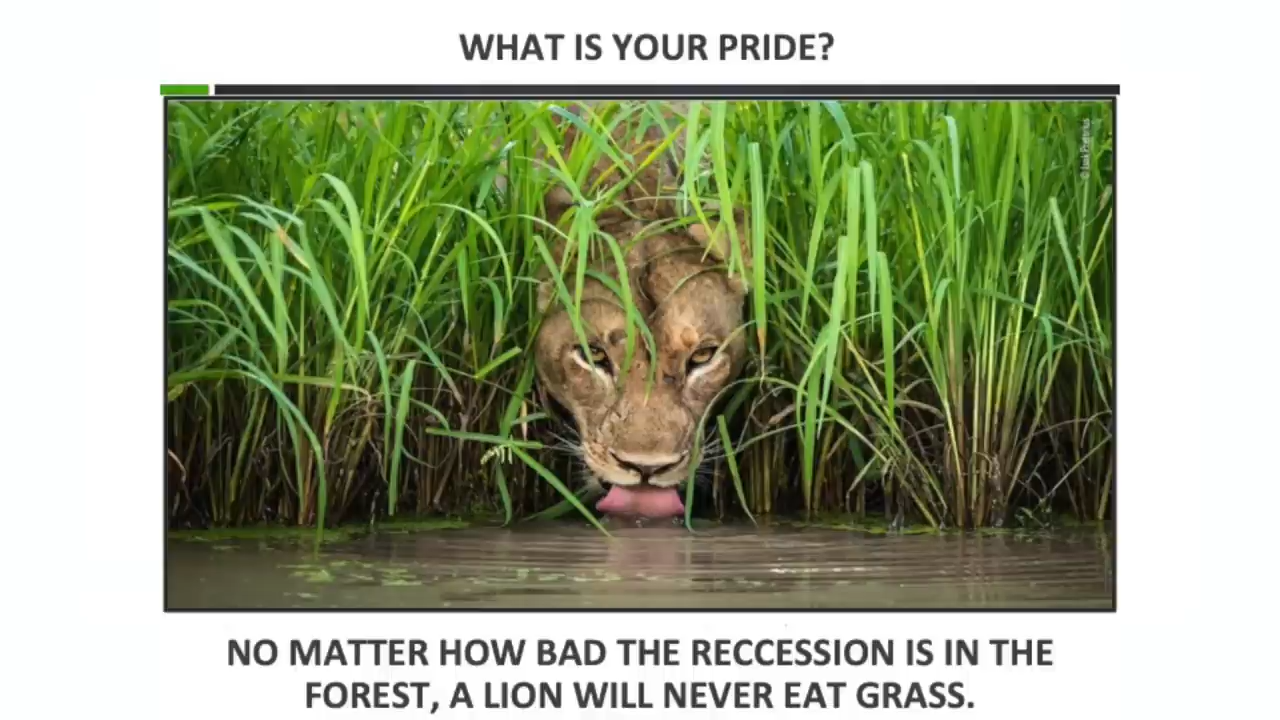 WHAT IS YOUR PRIDE?
NO MATTER HOW BAD THE RECCESSION IS IN THE
FOREST, A LION WILL NEVER EAT GRASS.